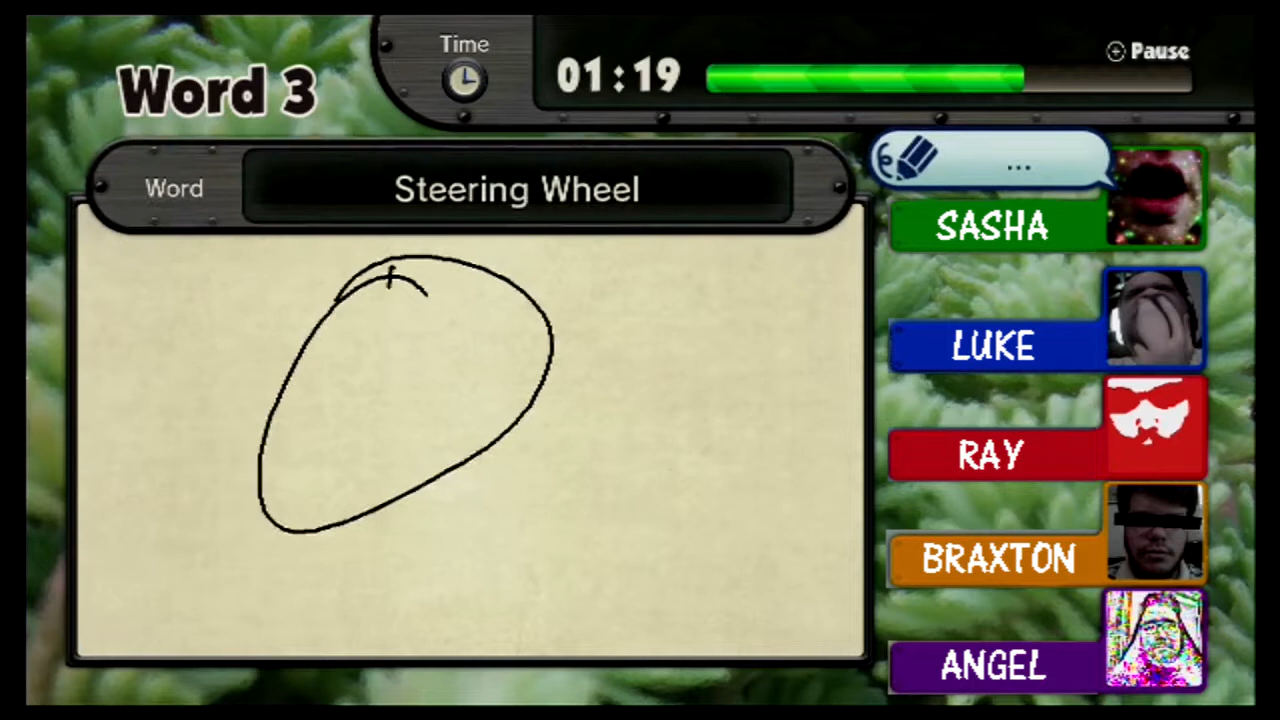 Word 3
Time
01:19
Pause
Word
Steering Wheel
...
SASHA
LUKE
RAY
BRAXTON
ANGEL